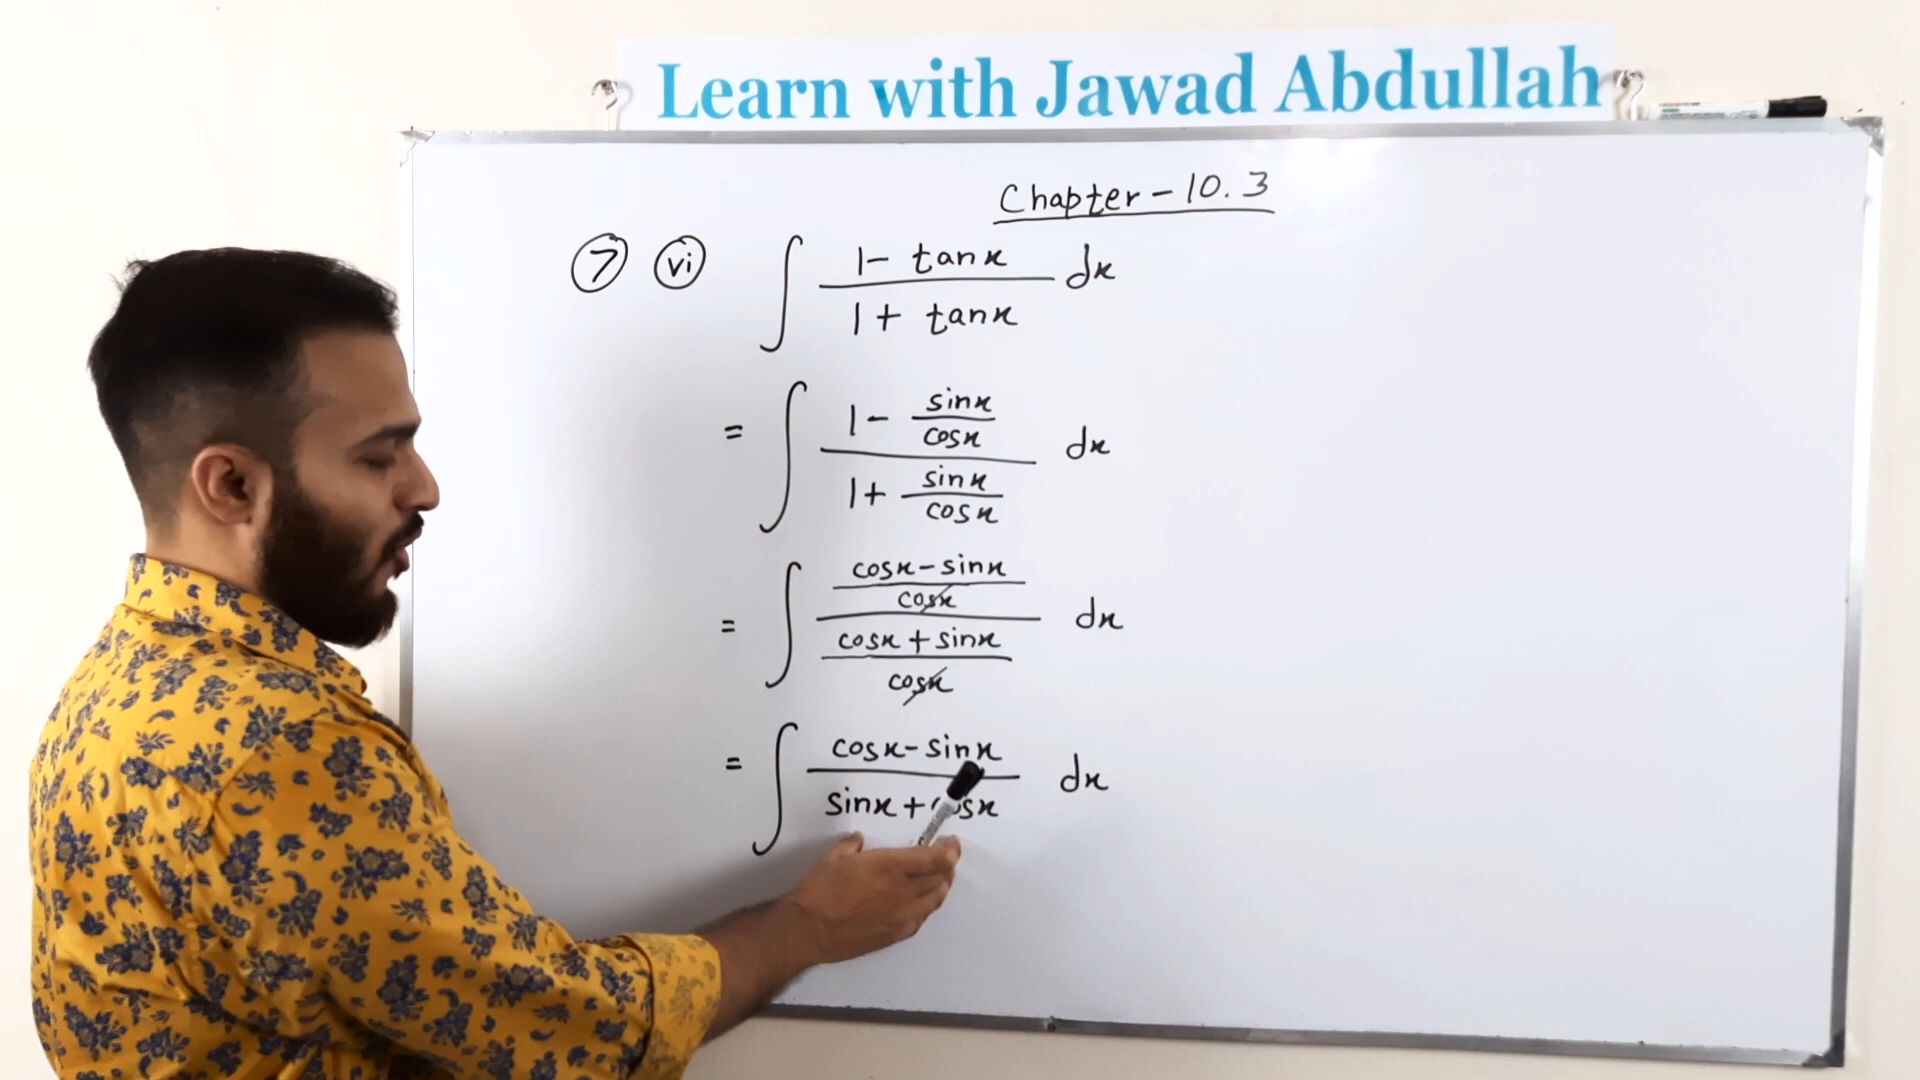 Learn with Jawad Abdullah
Chapter - 10.3
(7) (vi) ∫ (1 - tanx)/(1 + tanx) dx
= ∫ (1 - sinx/cosx)/(1 + sinx/cosx) dx
= ∫ ((cosx - sinx)/cosx)/((cosx + sinx)/cosx) dx
= ∫ (cosx - sinx)/(sinx + cosx) dx